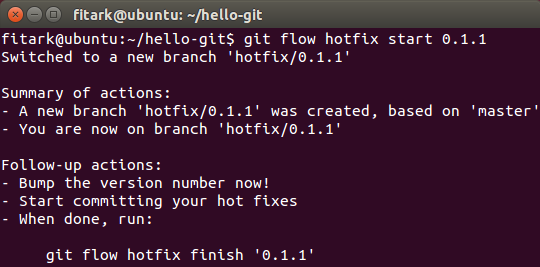 fitark@ubuntu: ~/hello-git
fitark@ubuntu:~/hello-git$ git flow hotfix start 0.1.1
Switched to a new branch 'hotfix/0.1.1'
Summary of actions:
- A new branch 'hotfix/0.1.1' was created, based on 'master'
- You are now on branch 'hotfix/0.1.1'
Follow-up actions:
- Bump the version number now!
- Start committing your hot fixes
- When done, run:
git flow hotfix finish '0.1.1'